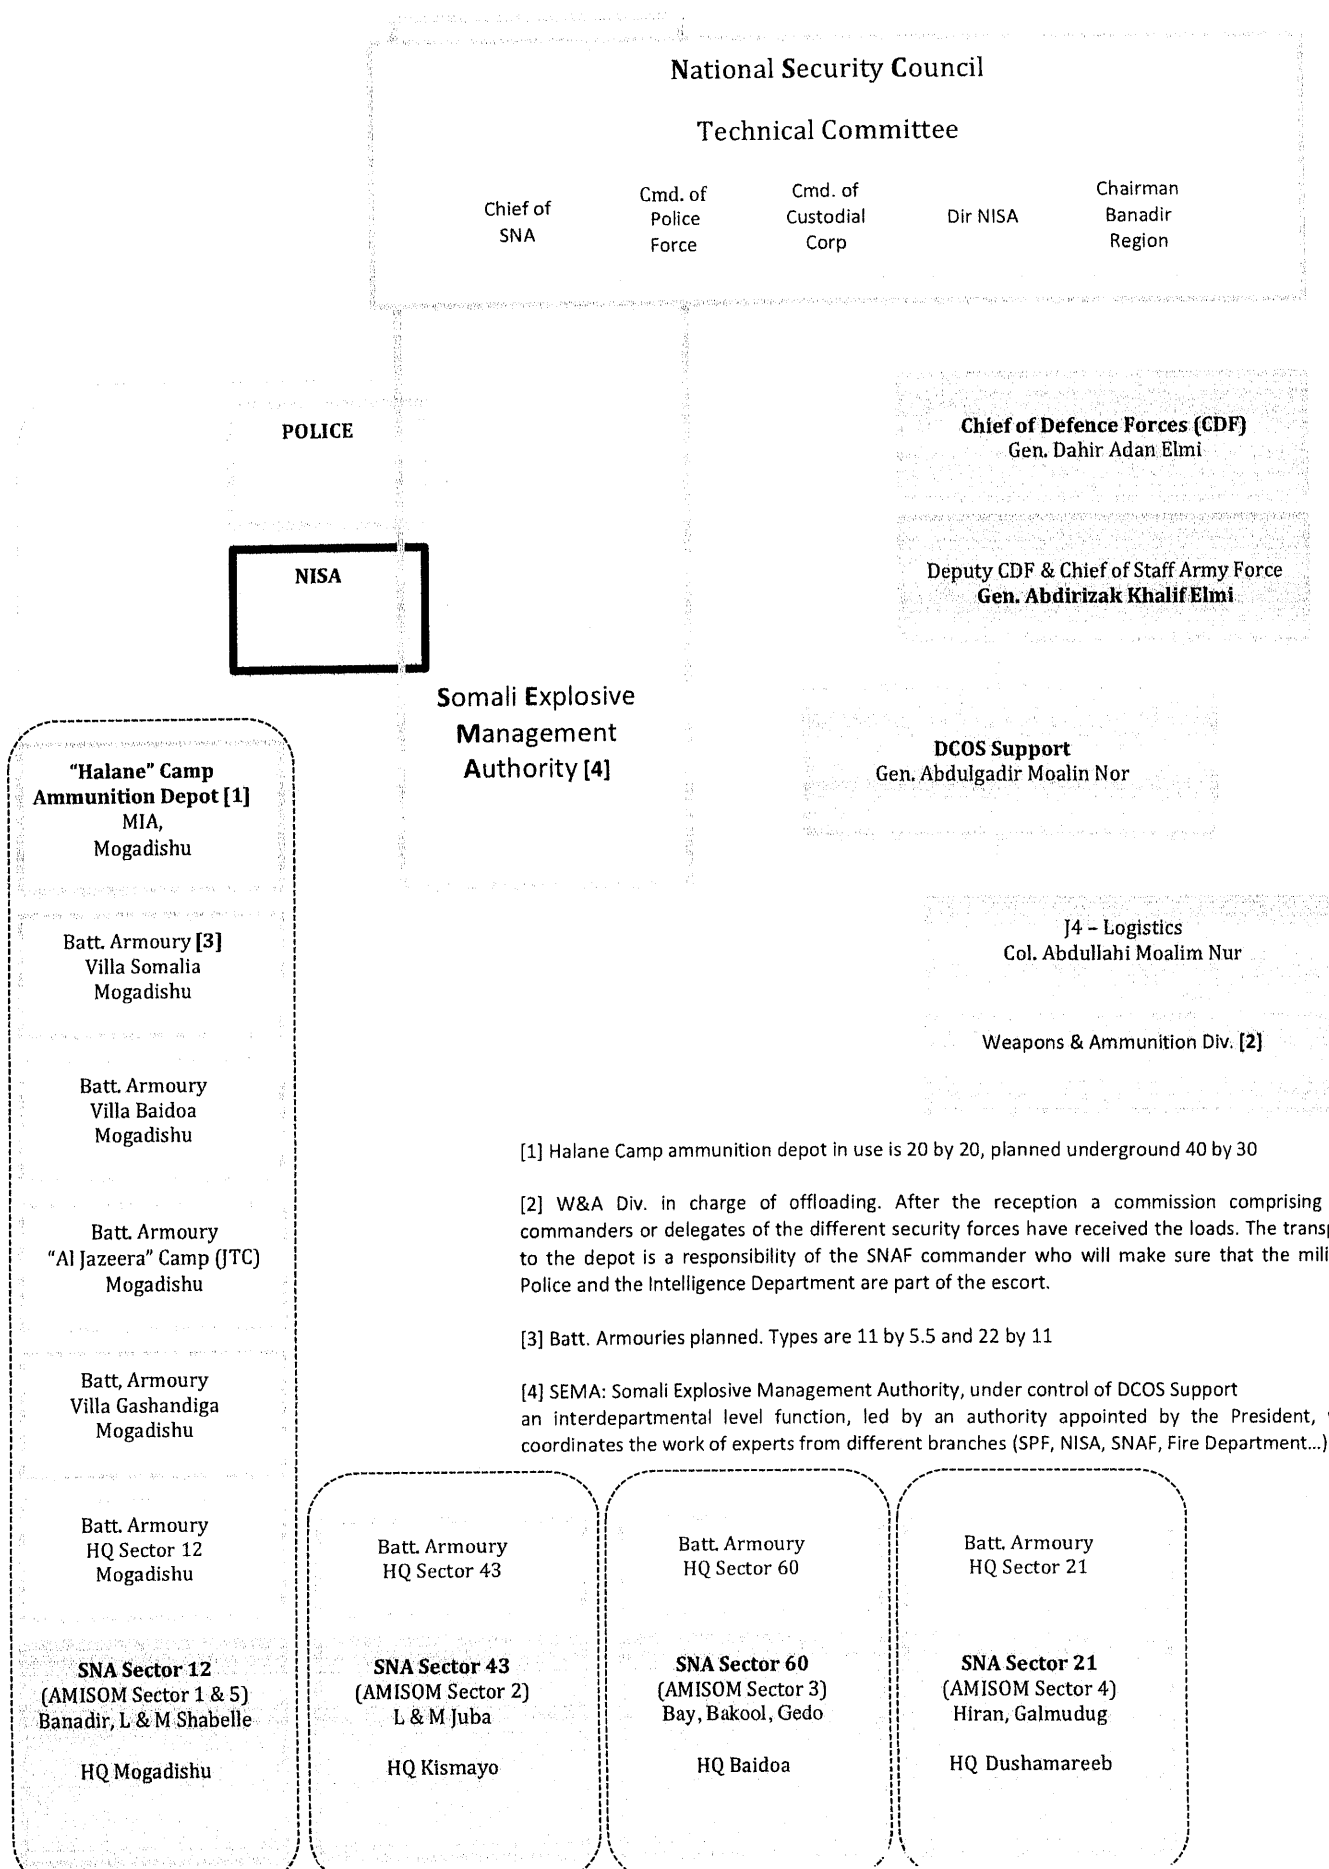 National Security Council
Technical Committee
Chief of
SNA
Cmd. of
Police
Force
Cmd. of
Custodial
Corp
Dir NISA
Chairman
Banadir
Region
POLICE
NISA
Somali Explosive
Management
Authority [4]
Chief of Defence Forces (CDF)
Gen. Dahir Adan Elmi
Deputy CDF & Chief of Staff Army Force
Gen. Abdirizak Khalif Elmi
DCOS Support
Gen. Abdulgadir Moalin Nor
J4 – Logistics
Col. Abdullahi Moalim Nur
Weapons & Ammunition Div. [2]
"Halane" Camp
Ammunition Depot [1]
MIA,
Mogadishu
Batt. Armoury [3]
Villa Somalia
Mogadishu
Batt. Armoury
Villa Baidoa
Mogadishu
Batt. Armoury
"Al Jazeera" Camp (JTC)
Mogadishu
Batt, Armoury
Villa Gashandiga
Mogadishu
Batt. Armoury
HQ Sector 12
Mogadishu
SNA Sector 12
(AMISOM Sector 1 & 5)
Banadir, L & M Shabelle
HQ Mogadishu
[1] Halane Camp ammunition depot in use is 20 by 20, planned underground 40 by 30
[2] W&A Div. in charge of offloading. After the reception a commission comprising
commanders or delegates of the different security forces have received the loads. The transp
to the depot is a responsibility of the SNAF commander who will make sure that the mili
Police and the Intelligence Department are part of the escort.
[3] Batt. Armouries planned. Types are 11 by 5.5 and 22 by 11
[4] SEMA: Somali Explosive Management Authority, under control of DCOS Support
an interdepartmental level function, led by an authority appointed by the President,
coordinates the work of experts from different branches (SPF, NISA, SNAF, Fire Department...)
Batt. Armoury
HQ Sector 43
SNA Sector 43
(AMISOM Sector 2)
L & M Juba
HQ Kismayo
Batt. Armoury
HQ Sector 60
SNA Sector 60
(AMISOM Sector 3)
Bay, Bakool, Gedo
HQ Baidoa
Batt. Armoury
HQ Sector 21
SNA Sector 21
(AMISOM Sector 4)
Hiran, Galmudug
HQ Dushamareeb